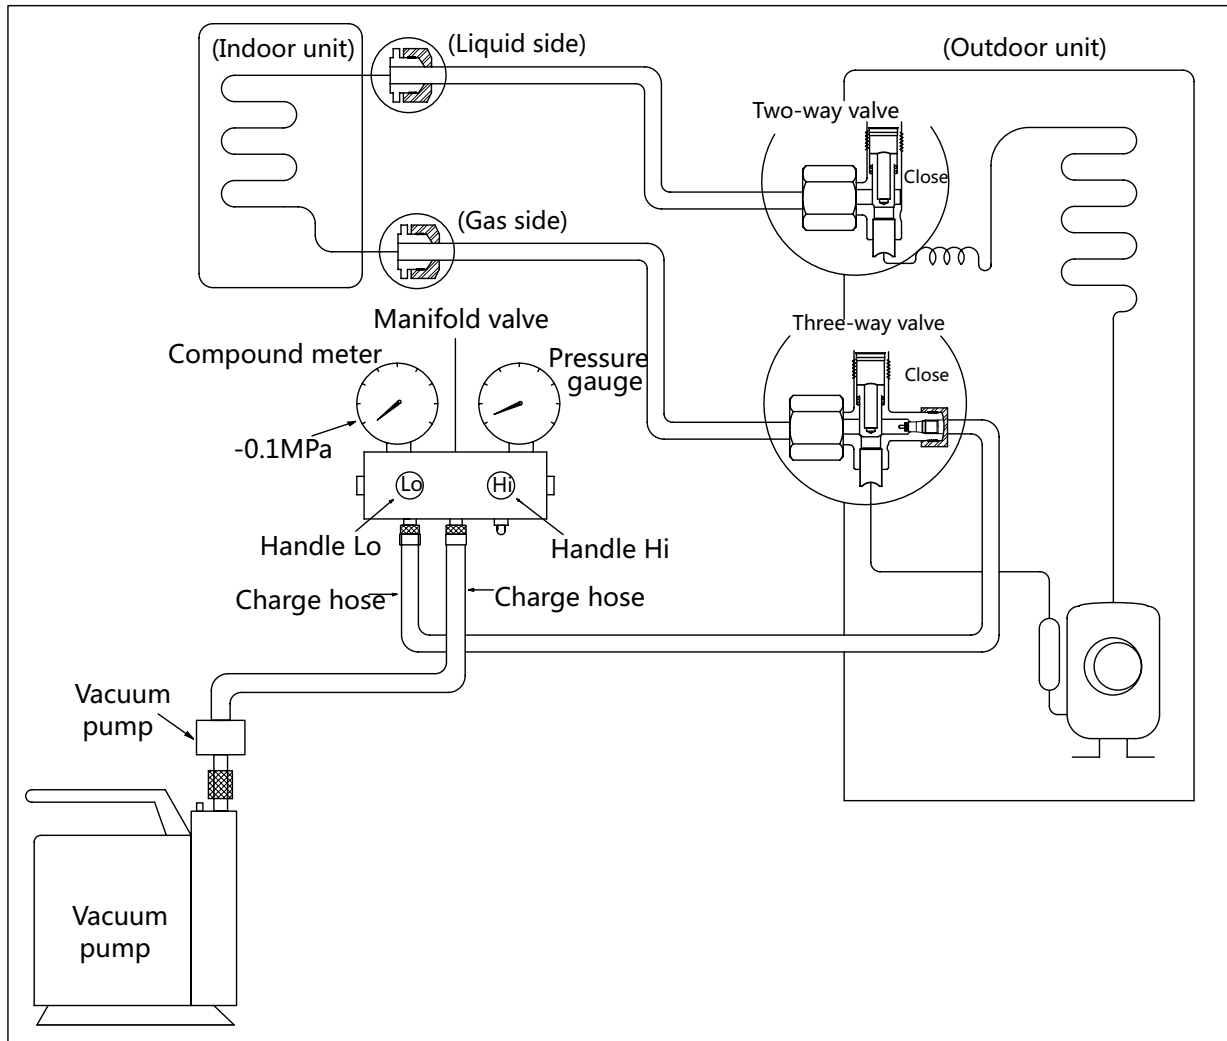 (Indoor unit)
(Liquid side)
(Outdoor unit)
Two-way valve
Close
(Gas side)
Manifold valve
Three-way valve
Compound meter
Pressure
gauge
Close
-0.1MPa
Lo
Hi
Handle Lo
Handle Hi
Charge hose
Charge hose
Vacuum
pump
Vacuum
pump